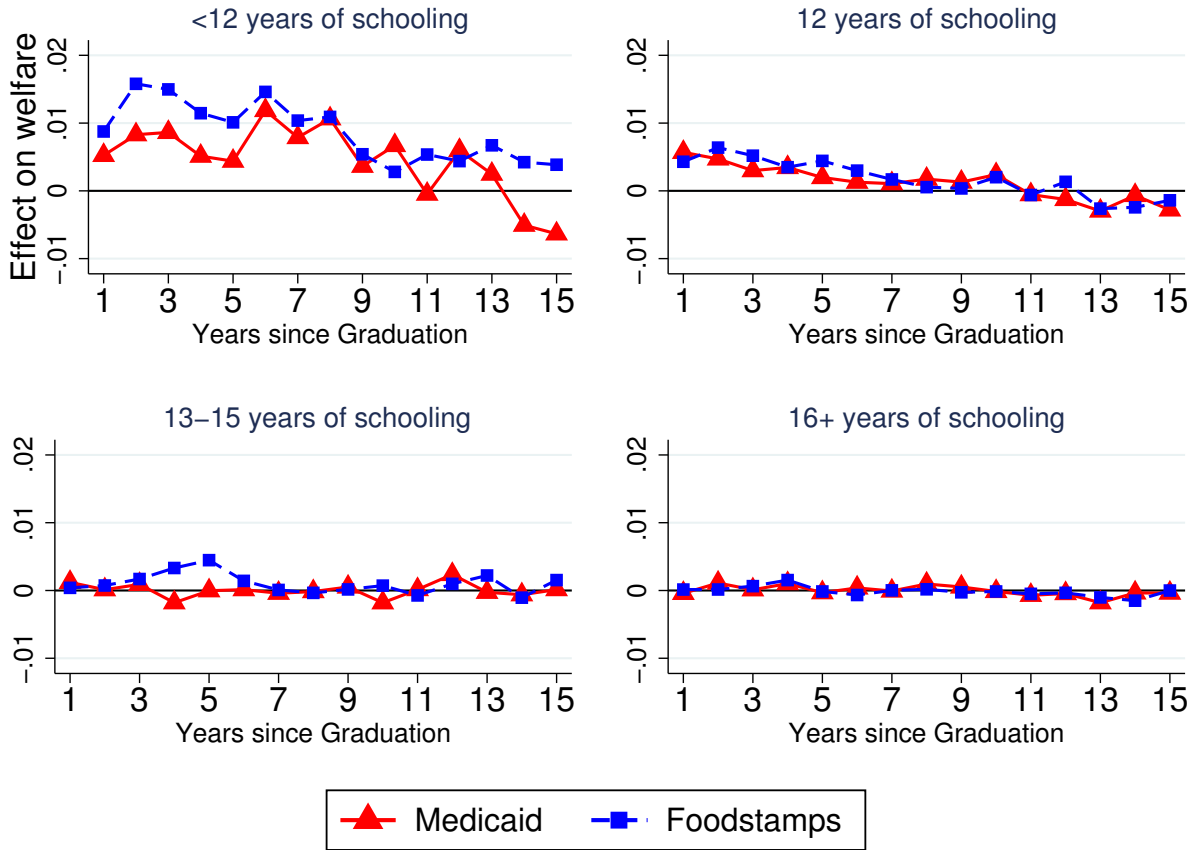 <12 years of schooling
12 years of schooling
Effect on welfare
.02
.01
0
-.01
1 3 5 7 9 11 13 15
Years since Graduation
.02
.01
0
-.01
1 3 5 7 9 11 13 15
Years since Graduation
13–15 years of schooling
16+ years of schooling
.02
.01
0
-.01
1 3 5 7 9 11 13 15
Years since Graduation
.02
.01
0
-.01
1 3 5 7 9 11 13 15
Years since Graduation
Medicaid Foodstamps